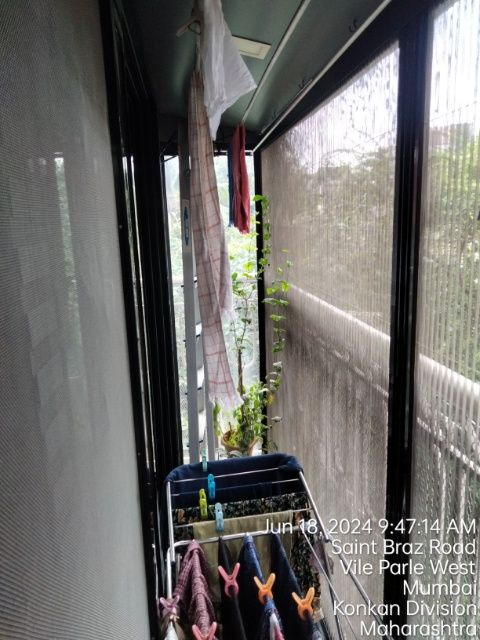 Jun 18, 2024 9:47:14 AM
Saint Braz Road
Vile Parle West
Mumbai
Konkan Division
Maharashtra